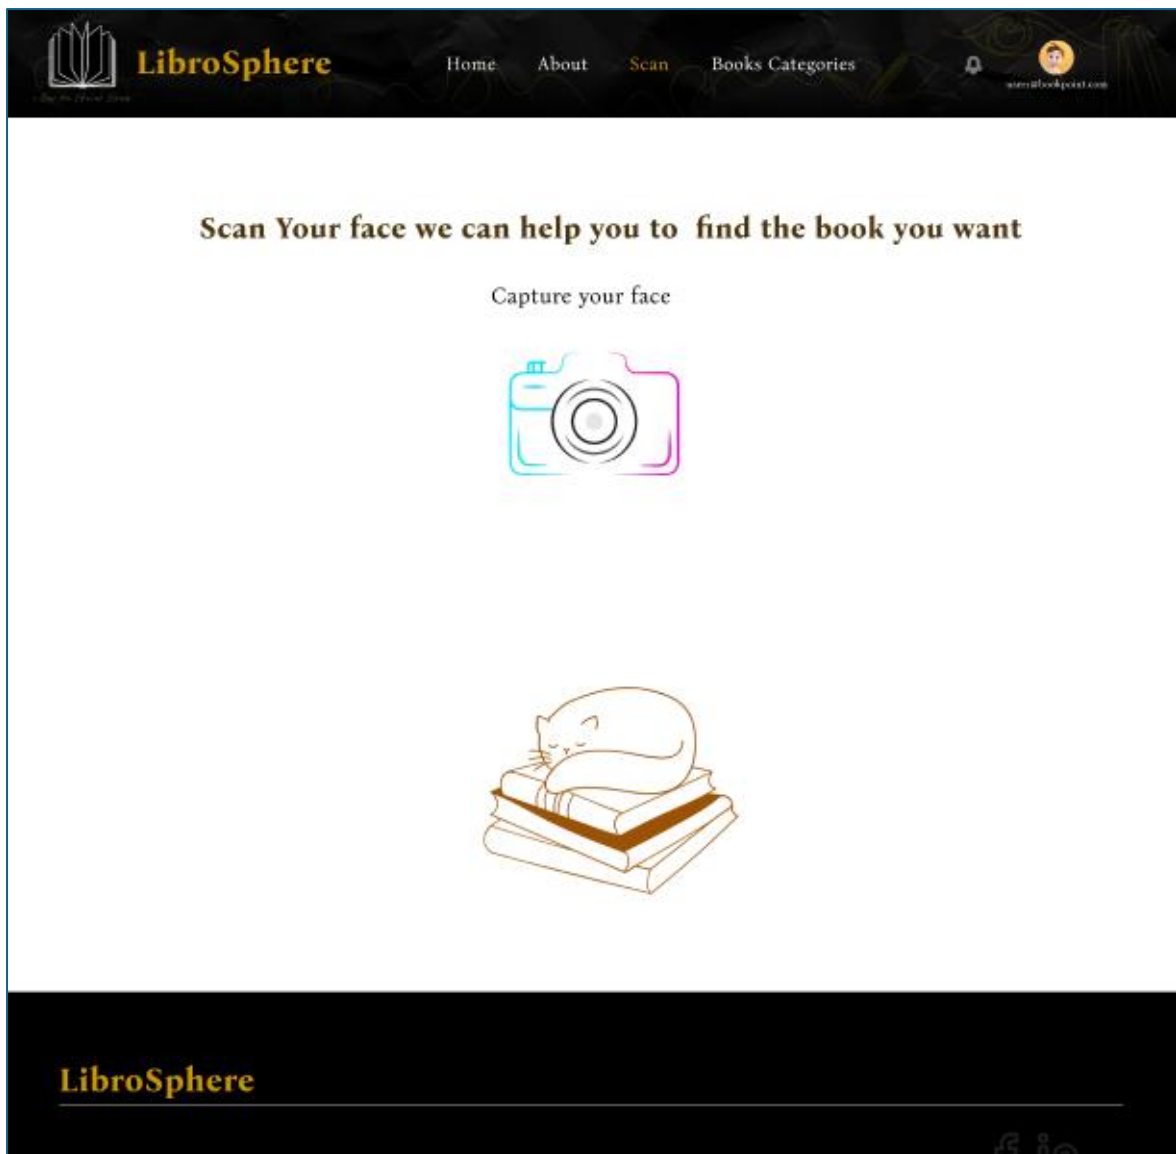 LibroSphere
Home About Scan Books Categories
Scan Your face we can help you to find the book you want
Capture your face
LibroSphere